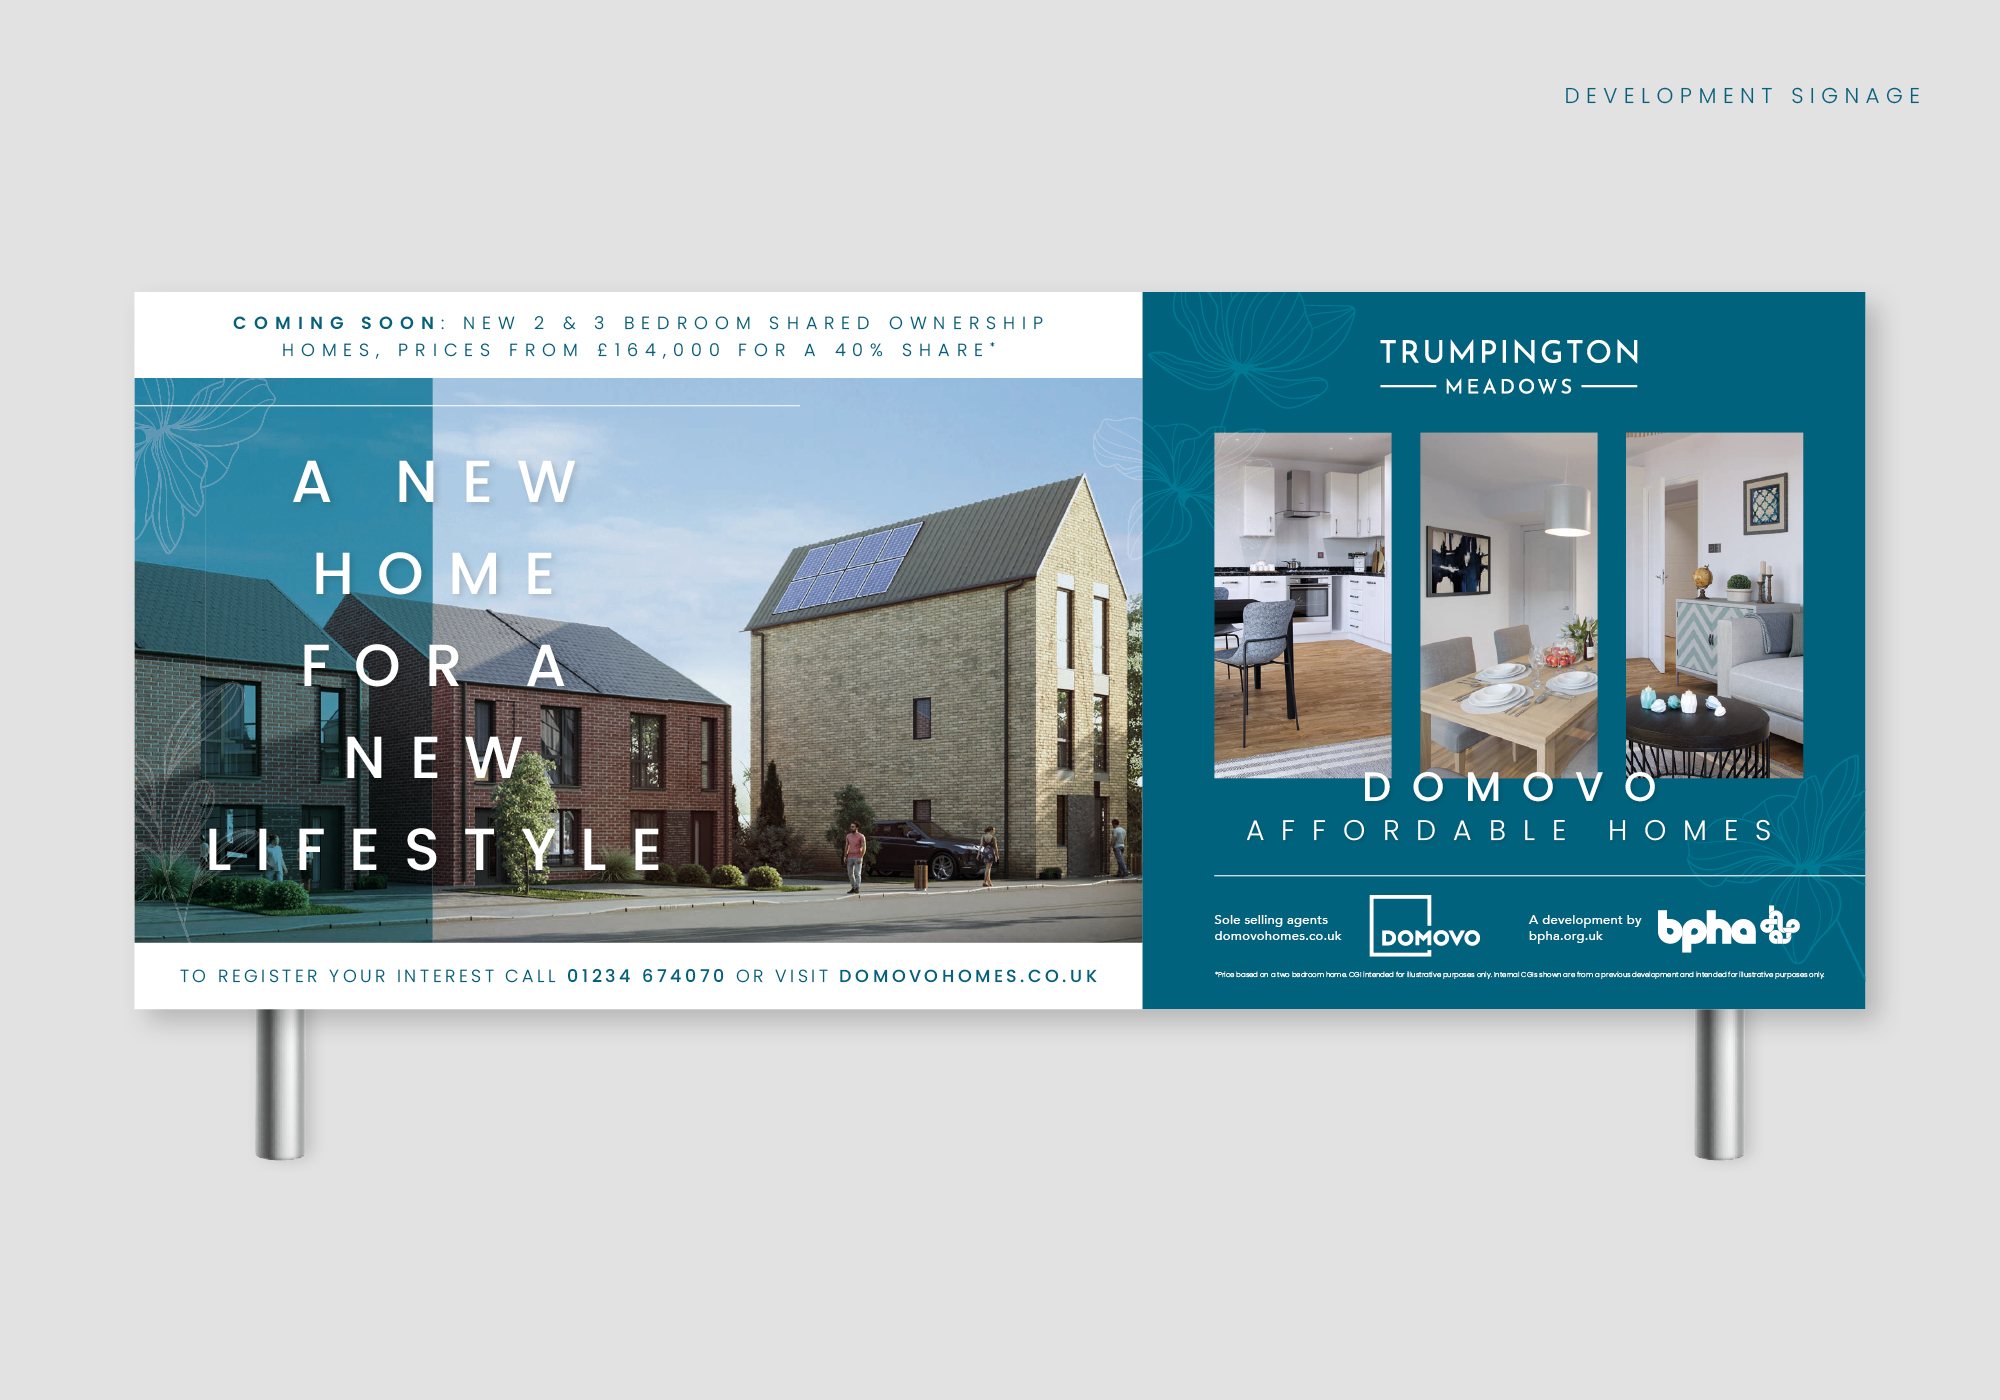 DEVELOPMENT SIGNAGE
COMING SOON: NEW 2 & 3 BEDROOM SHARED OWNERSHIP
HOMES, PRICES FROM £164,000 FOR A 40% SHARE*
A NEW
HOME
FOR A
NEW
LIFESTYLE
TO REGISTER YOUR INTEREST CALL 01234 674070 OR VISIT DOMOVOHOMES.CO.UK
TRUMPINGTON
MEADOWS
DOMOVO
AFFORDABLE HOMES
Sole selling agents
domovohomes.co.uk
DOMOVO
A development by
bpha.org.uk
bpha
*Price based on a two bedroom home. CGI intended for illustrative purposes only. Internal CGIs shown are from a previous development and intended for illustrative purposes only.